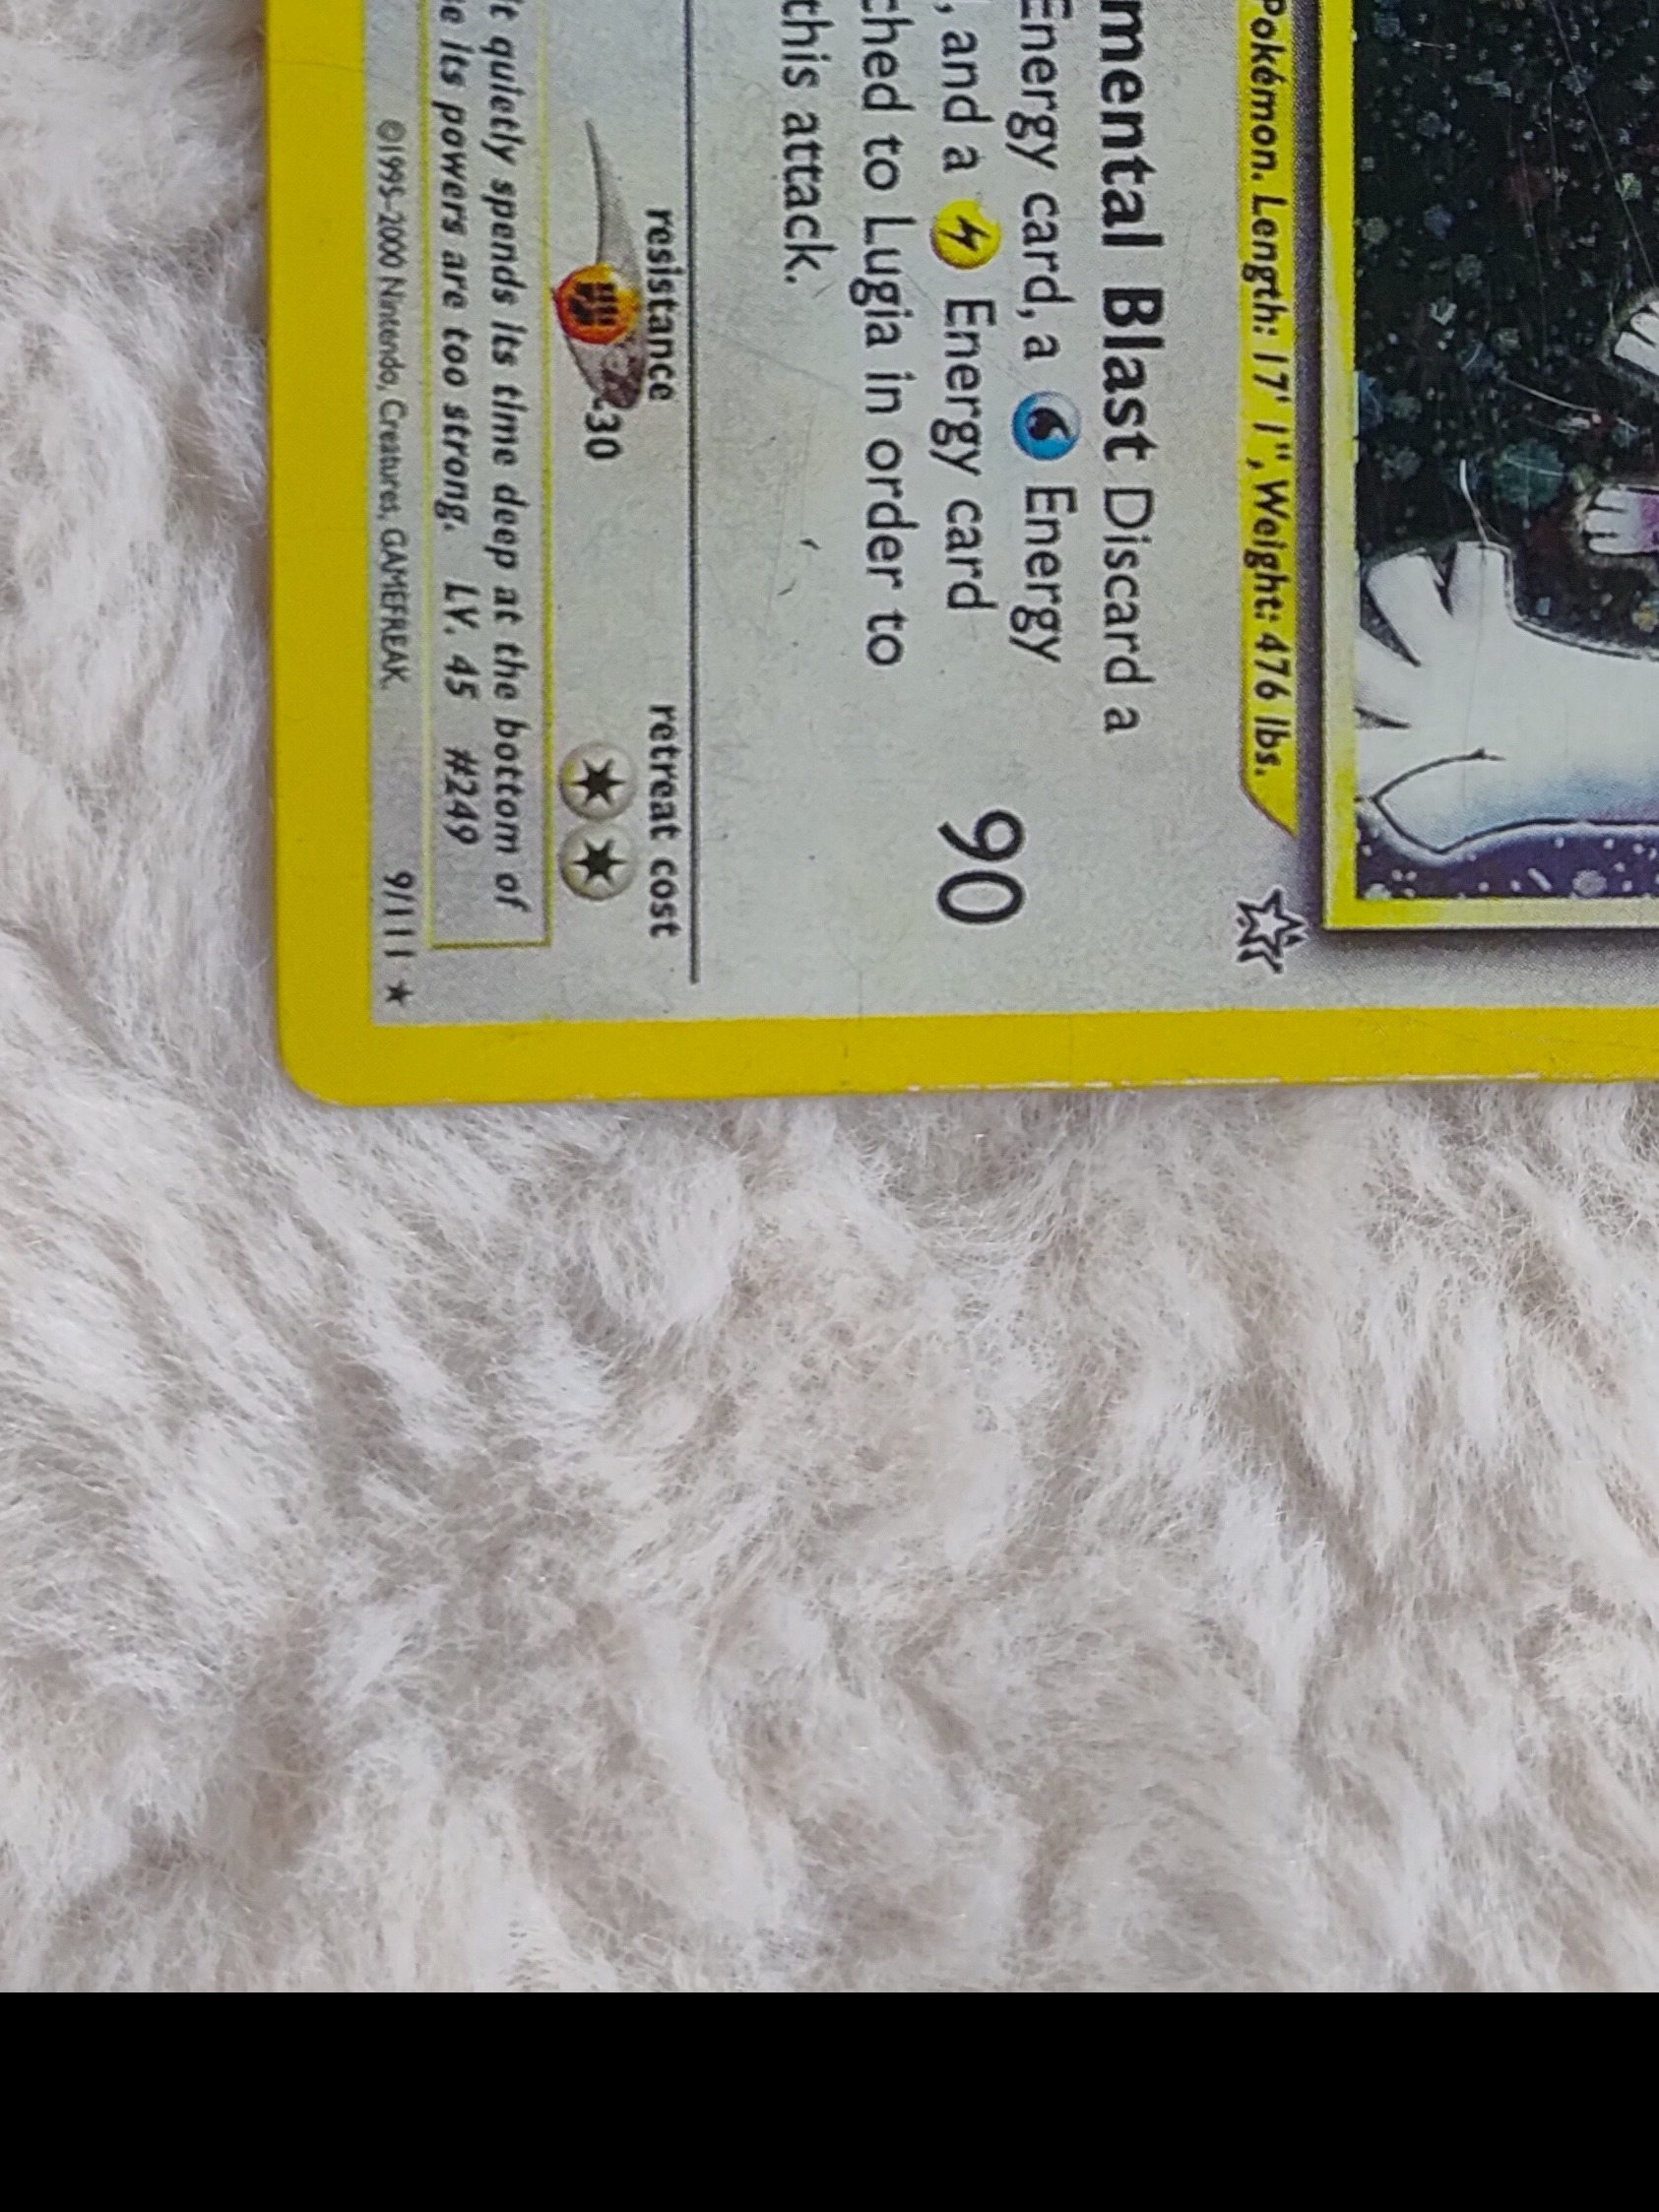 Pokémon. Length: 17' 1", Weight: 476 lbs.
mental Blast Discard a
Energy card, a Energy
, and a Energy card
ched to Lugia in order to
this attack.
90
resistance
retreat cost
-30
t quietly spends its time deep at the bottom of
e its powers are too strong. LV. 45 #249
©1995-2000 Nintendo, Creatures, GAMEFREAK.
9/111